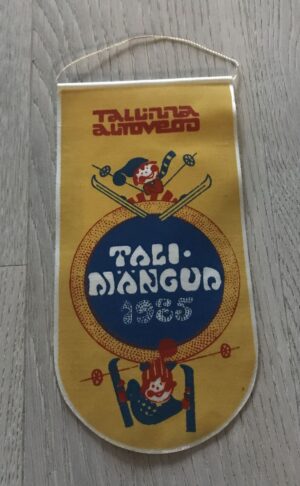 TALLINNA
AUTOVEOD
TALI-
MÄNGUD
1985